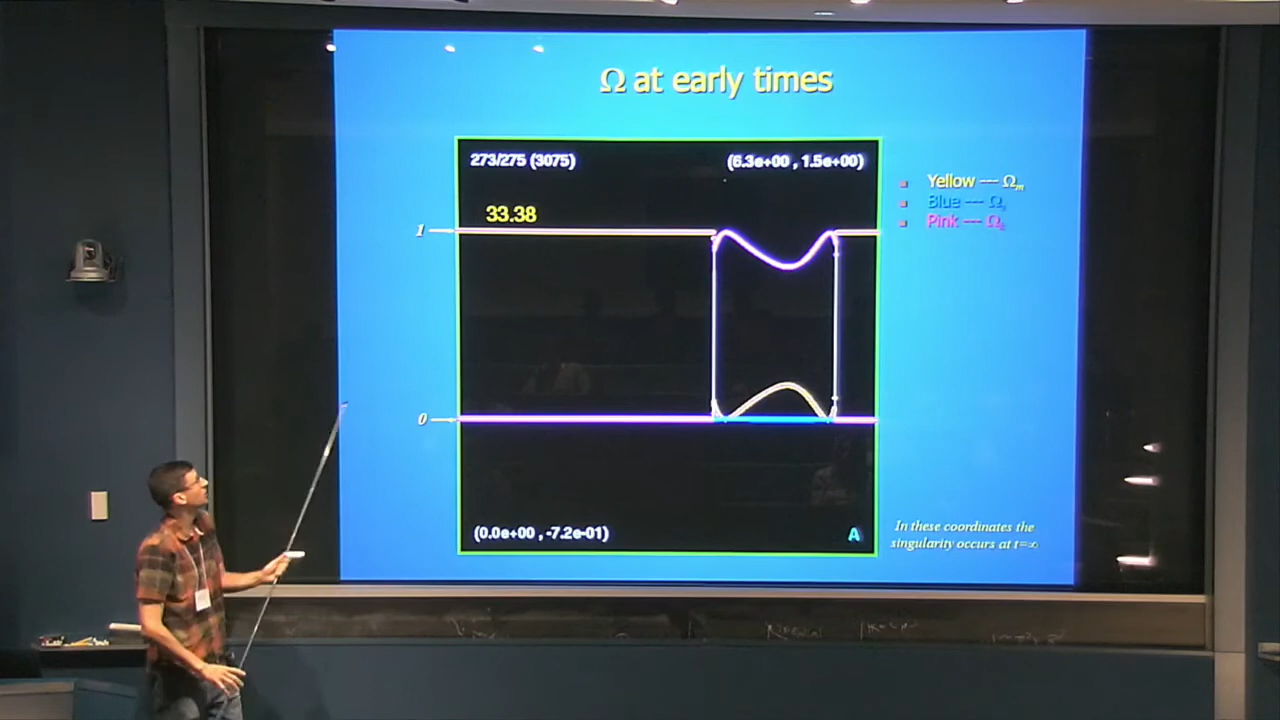 Ω at early times
273/275 (3075)
(6.3e+00 , 1.5e+00)
33.38
1
0
(0.0e+00 , -7.2e-01)
A
Yellow --- Ωm
Blue --- Ωs
Pink --- Ωk
In these coordinates the
singularity occurs at t=∞